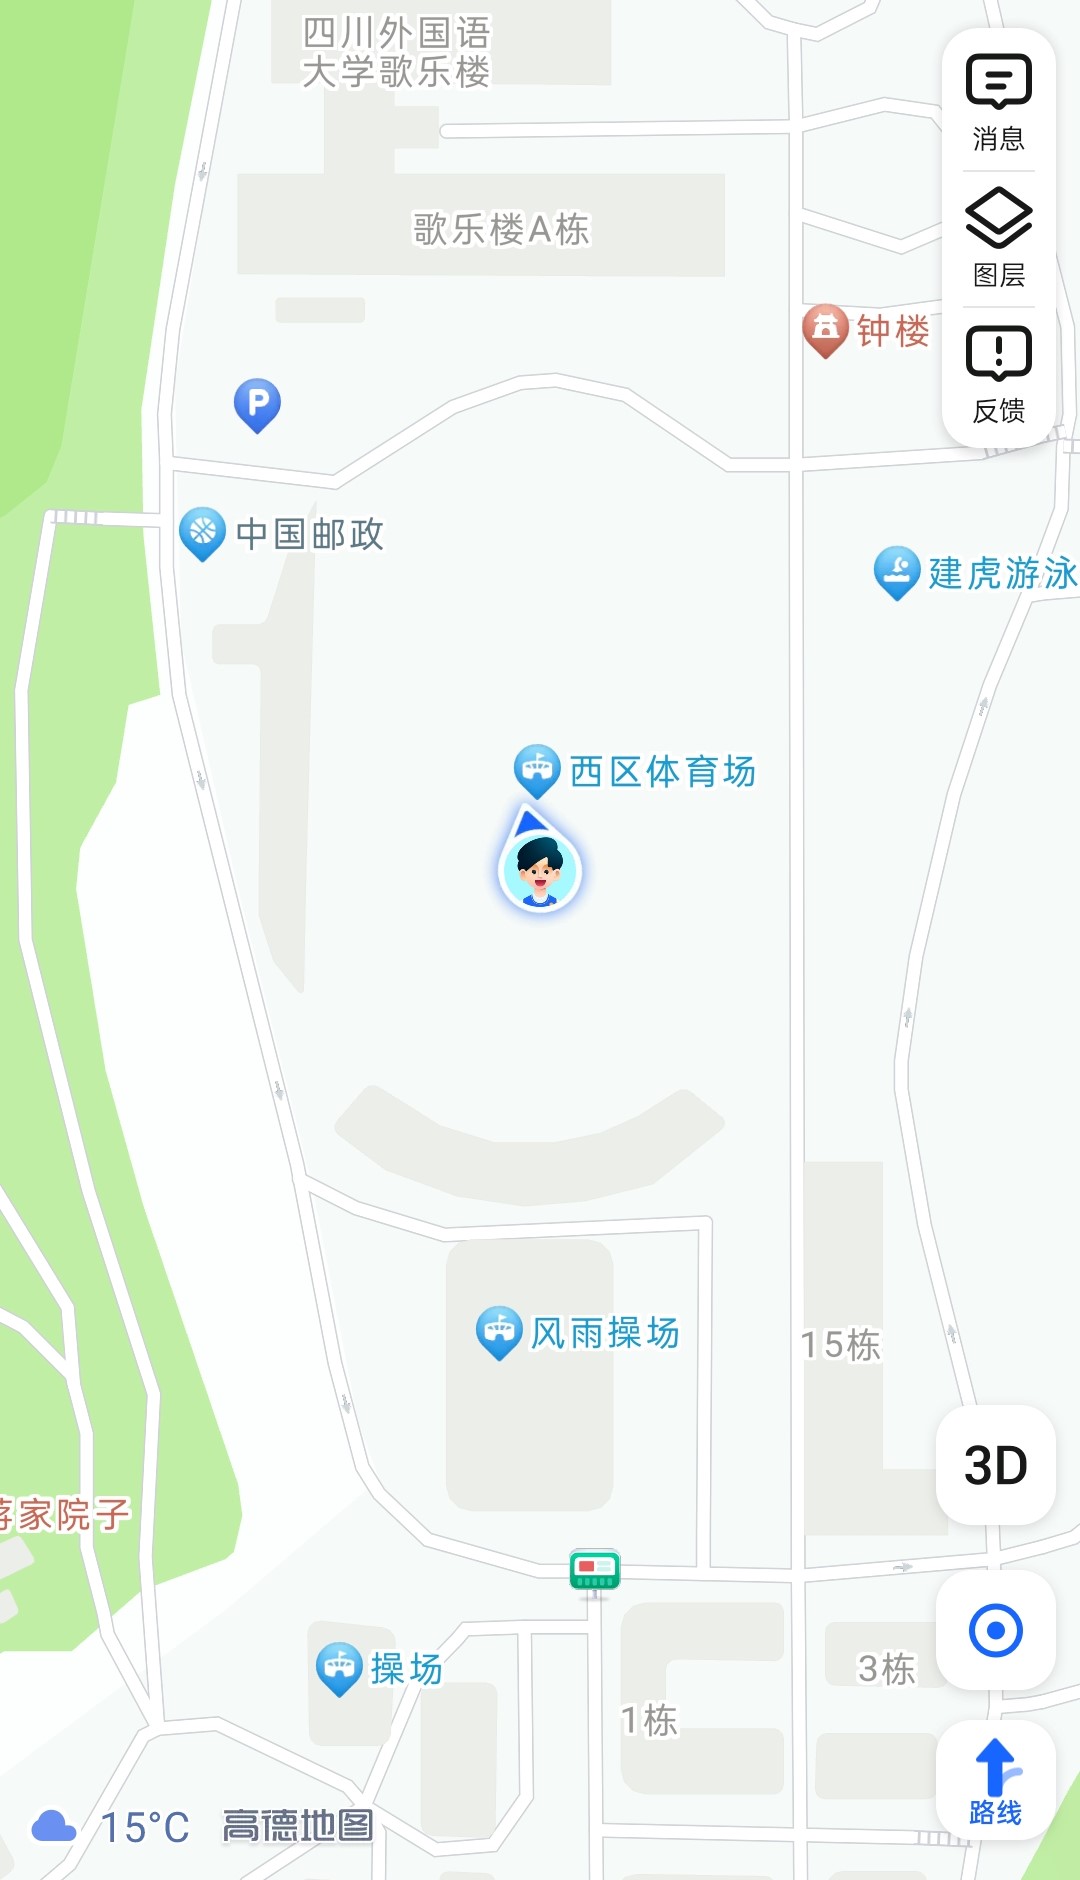 四川外国语
大学歌乐楼
消息
歌乐楼A栋
图层
钟楼
反馈
P
中国邮政
建虎游泳
西区体育场
风雨操场
15栋
3D
蒋家院子
操场
3栋
1栋
路线
15°C
高德地图